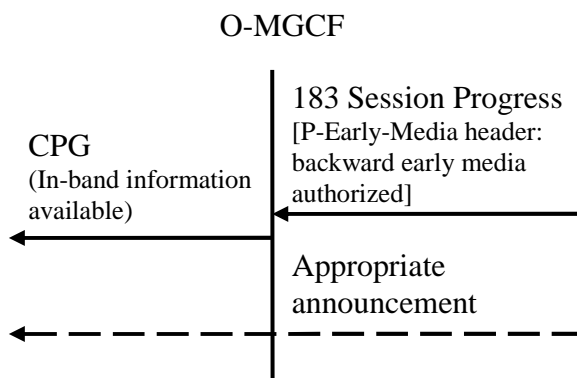 O-MGCF
183 Session Progress
[P-Early-Media header:
backward early media
authorized]
CPG
(In-band information
available)
Appropriate
announcement